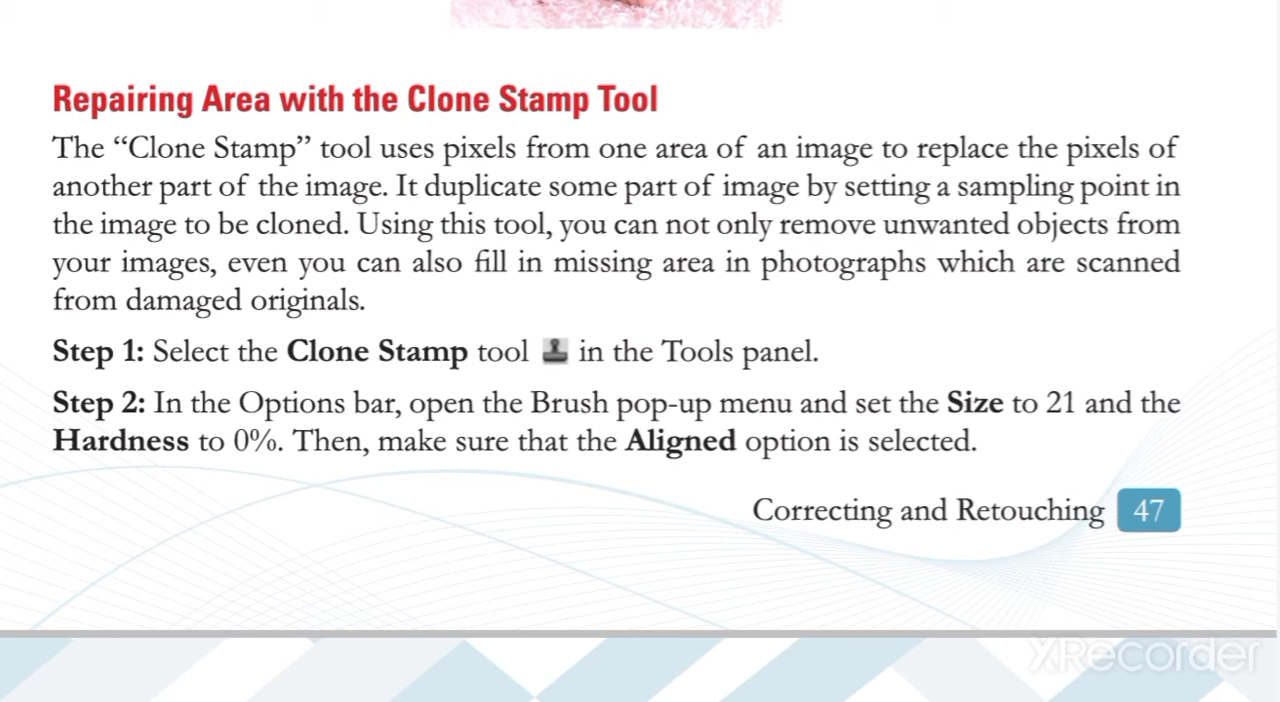 Repairing Area with the Clone Stamp Tool
The “Clone Stamp” tool uses pixels from one area of an image to replace the pixels of
another part of the image. It duplicate some part of image by setting a sampling point in
the image to be cloned. Using this tool, you can not only remove unwanted objects from
your images, even you can also fill in missing area in photographs which are scanned
from damaged originals.
Step 1: Select the Clone Stamp tool in the Tools panel.
Step 2: In the Options bar, open the Brush pop-up menu and set the Size to 21 and the
Hardness to 0%. Then, make sure that the Aligned option is selected.
Correcting and Retouching 47
XRecorder